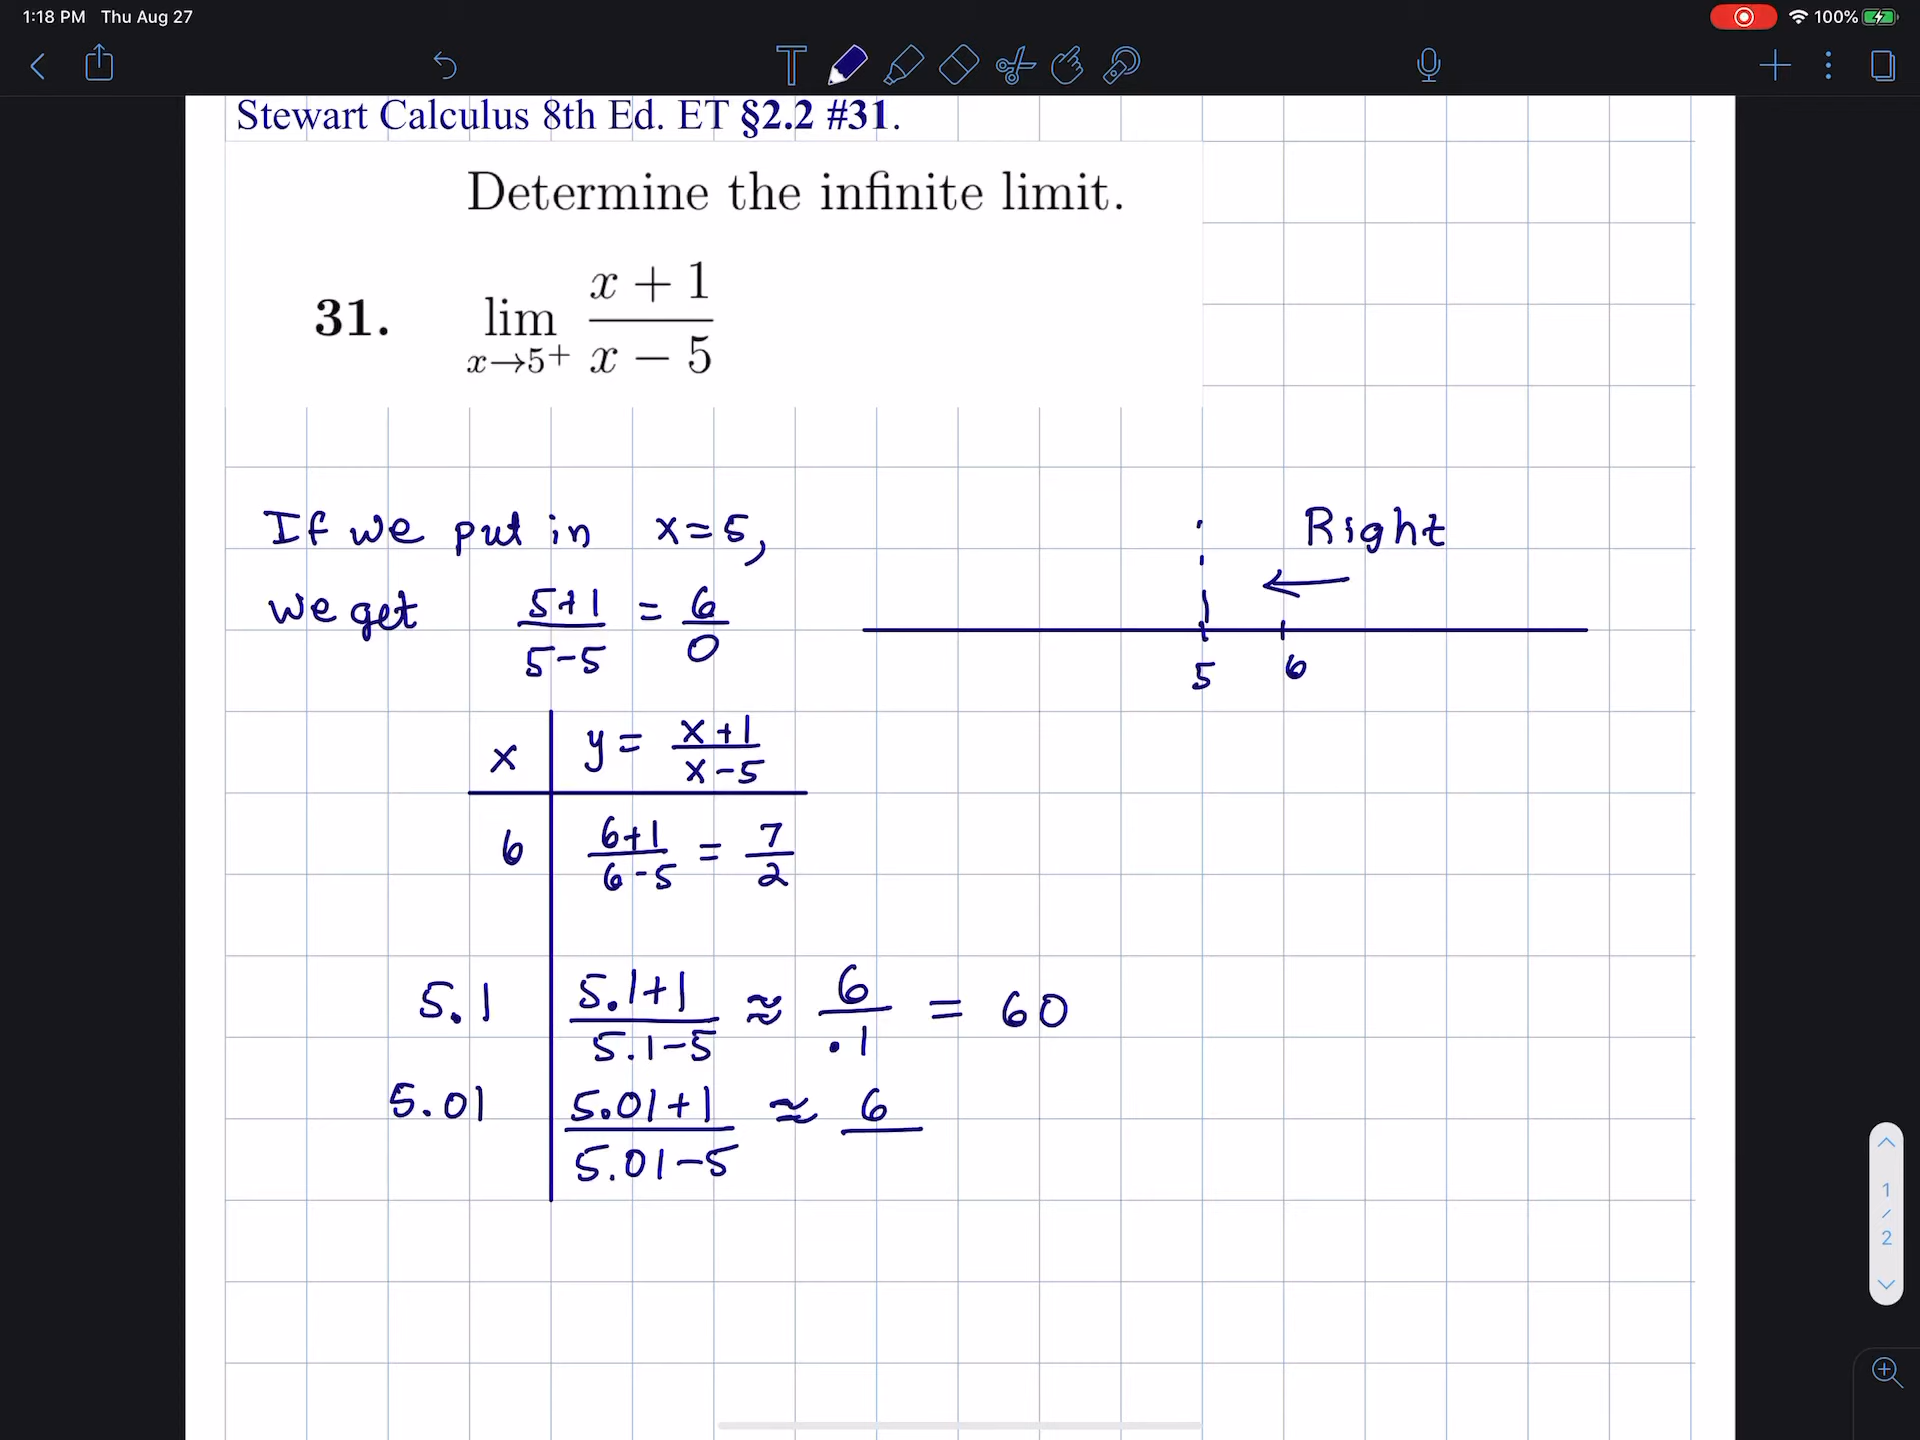 1:18 PM Thu Aug 27
100%
Stewart Calculus 8th Ed. ET §2.2 #31.
Determine the infinite limit.
31. lim x→5⁺ (x + 1)/(x − 5)
If we put in x=5,
we get (5+1)/(5-5) = 6/0
Right
5 6
x y = (x+1)/(x-5)
6 (6+1)/(6-5) = 7/2
5.1 (5.1+1)/(5.1-5) ≈ 6/.1 = 60
5.01 (5.01+1)/(5.01-5) ≈ 6/
1
/
2